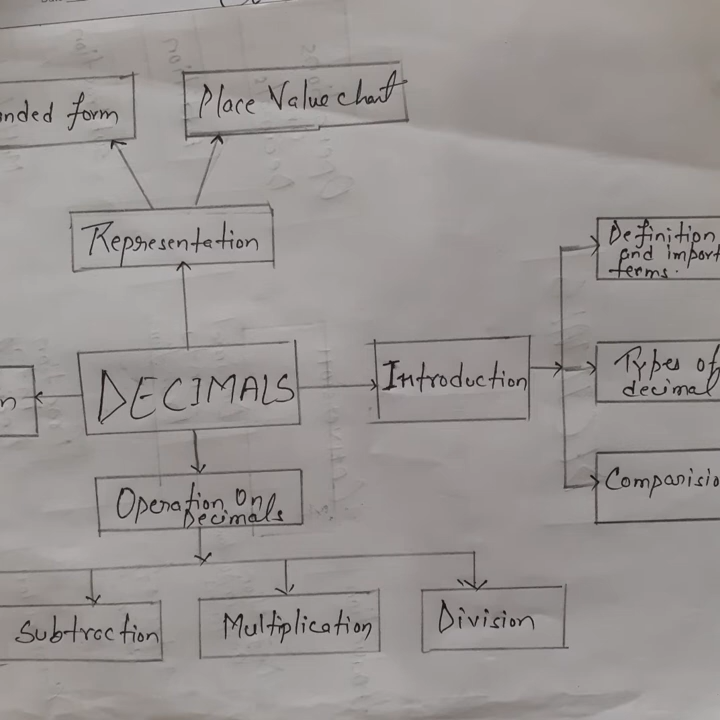 nded form
Place Value chart
Representation
Definition
and import
terms.
DECIMALS
Introduction
Types of
decimal
n
Operation On
Decimals
Comparisio
Subtraction
Multiplication
Division